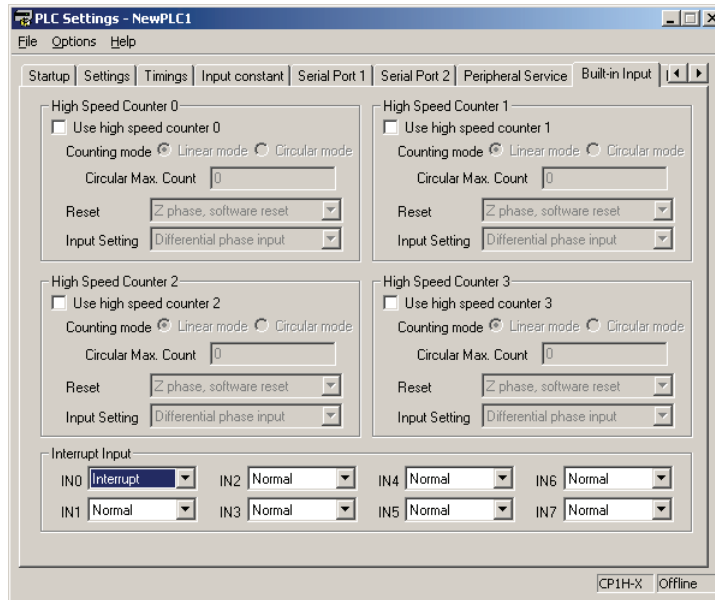 PLC Settings - NewPLC1
File Options Help
Startup Settings Timings Input constant Serial Port 1 Serial Port 2 Peripheral Service Built-in Input
High Speed Counter 0
Use high speed counter 0
Counting mode Linear mode Circular mode
Circular Max. Count 0
Reset Z phase, software reset
Input Setting Differential phase input
High Speed Counter 1
Use high speed counter 1
Counting mode Linear mode Circular mode
Circular Max. Count 0
Reset Z phase, software reset
Input Setting Differential phase input
High Speed Counter 2
Use high speed counter 2
Counting mode Linear mode Circular mode
Circular Max. Count 0
Reset Z phase, software reset
Input Setting Differential phase input
High Speed Counter 3
Use high speed counter 3
Counting mode Linear mode Circular mode
Circular Max. Count 0
Reset Z phase, software reset
Input Setting Differential phase input
Interrupt Input
IN0 Interrupt IN2 Normal IN4 Normal IN6 Normal
IN1 Normal IN3 Normal IN5 Normal IN7 Normal
CP1H-X Offline